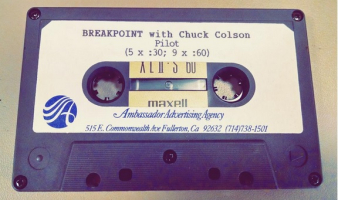 BREAKPOINT with Chuck Colson
Pilot
(5 x :30; 9 x :60)
XLII'S 60
maxell
Ambassador Advertising Agency
515 E. Commonwealth Ave Fullerton, Ca 92632 (714)738-1501